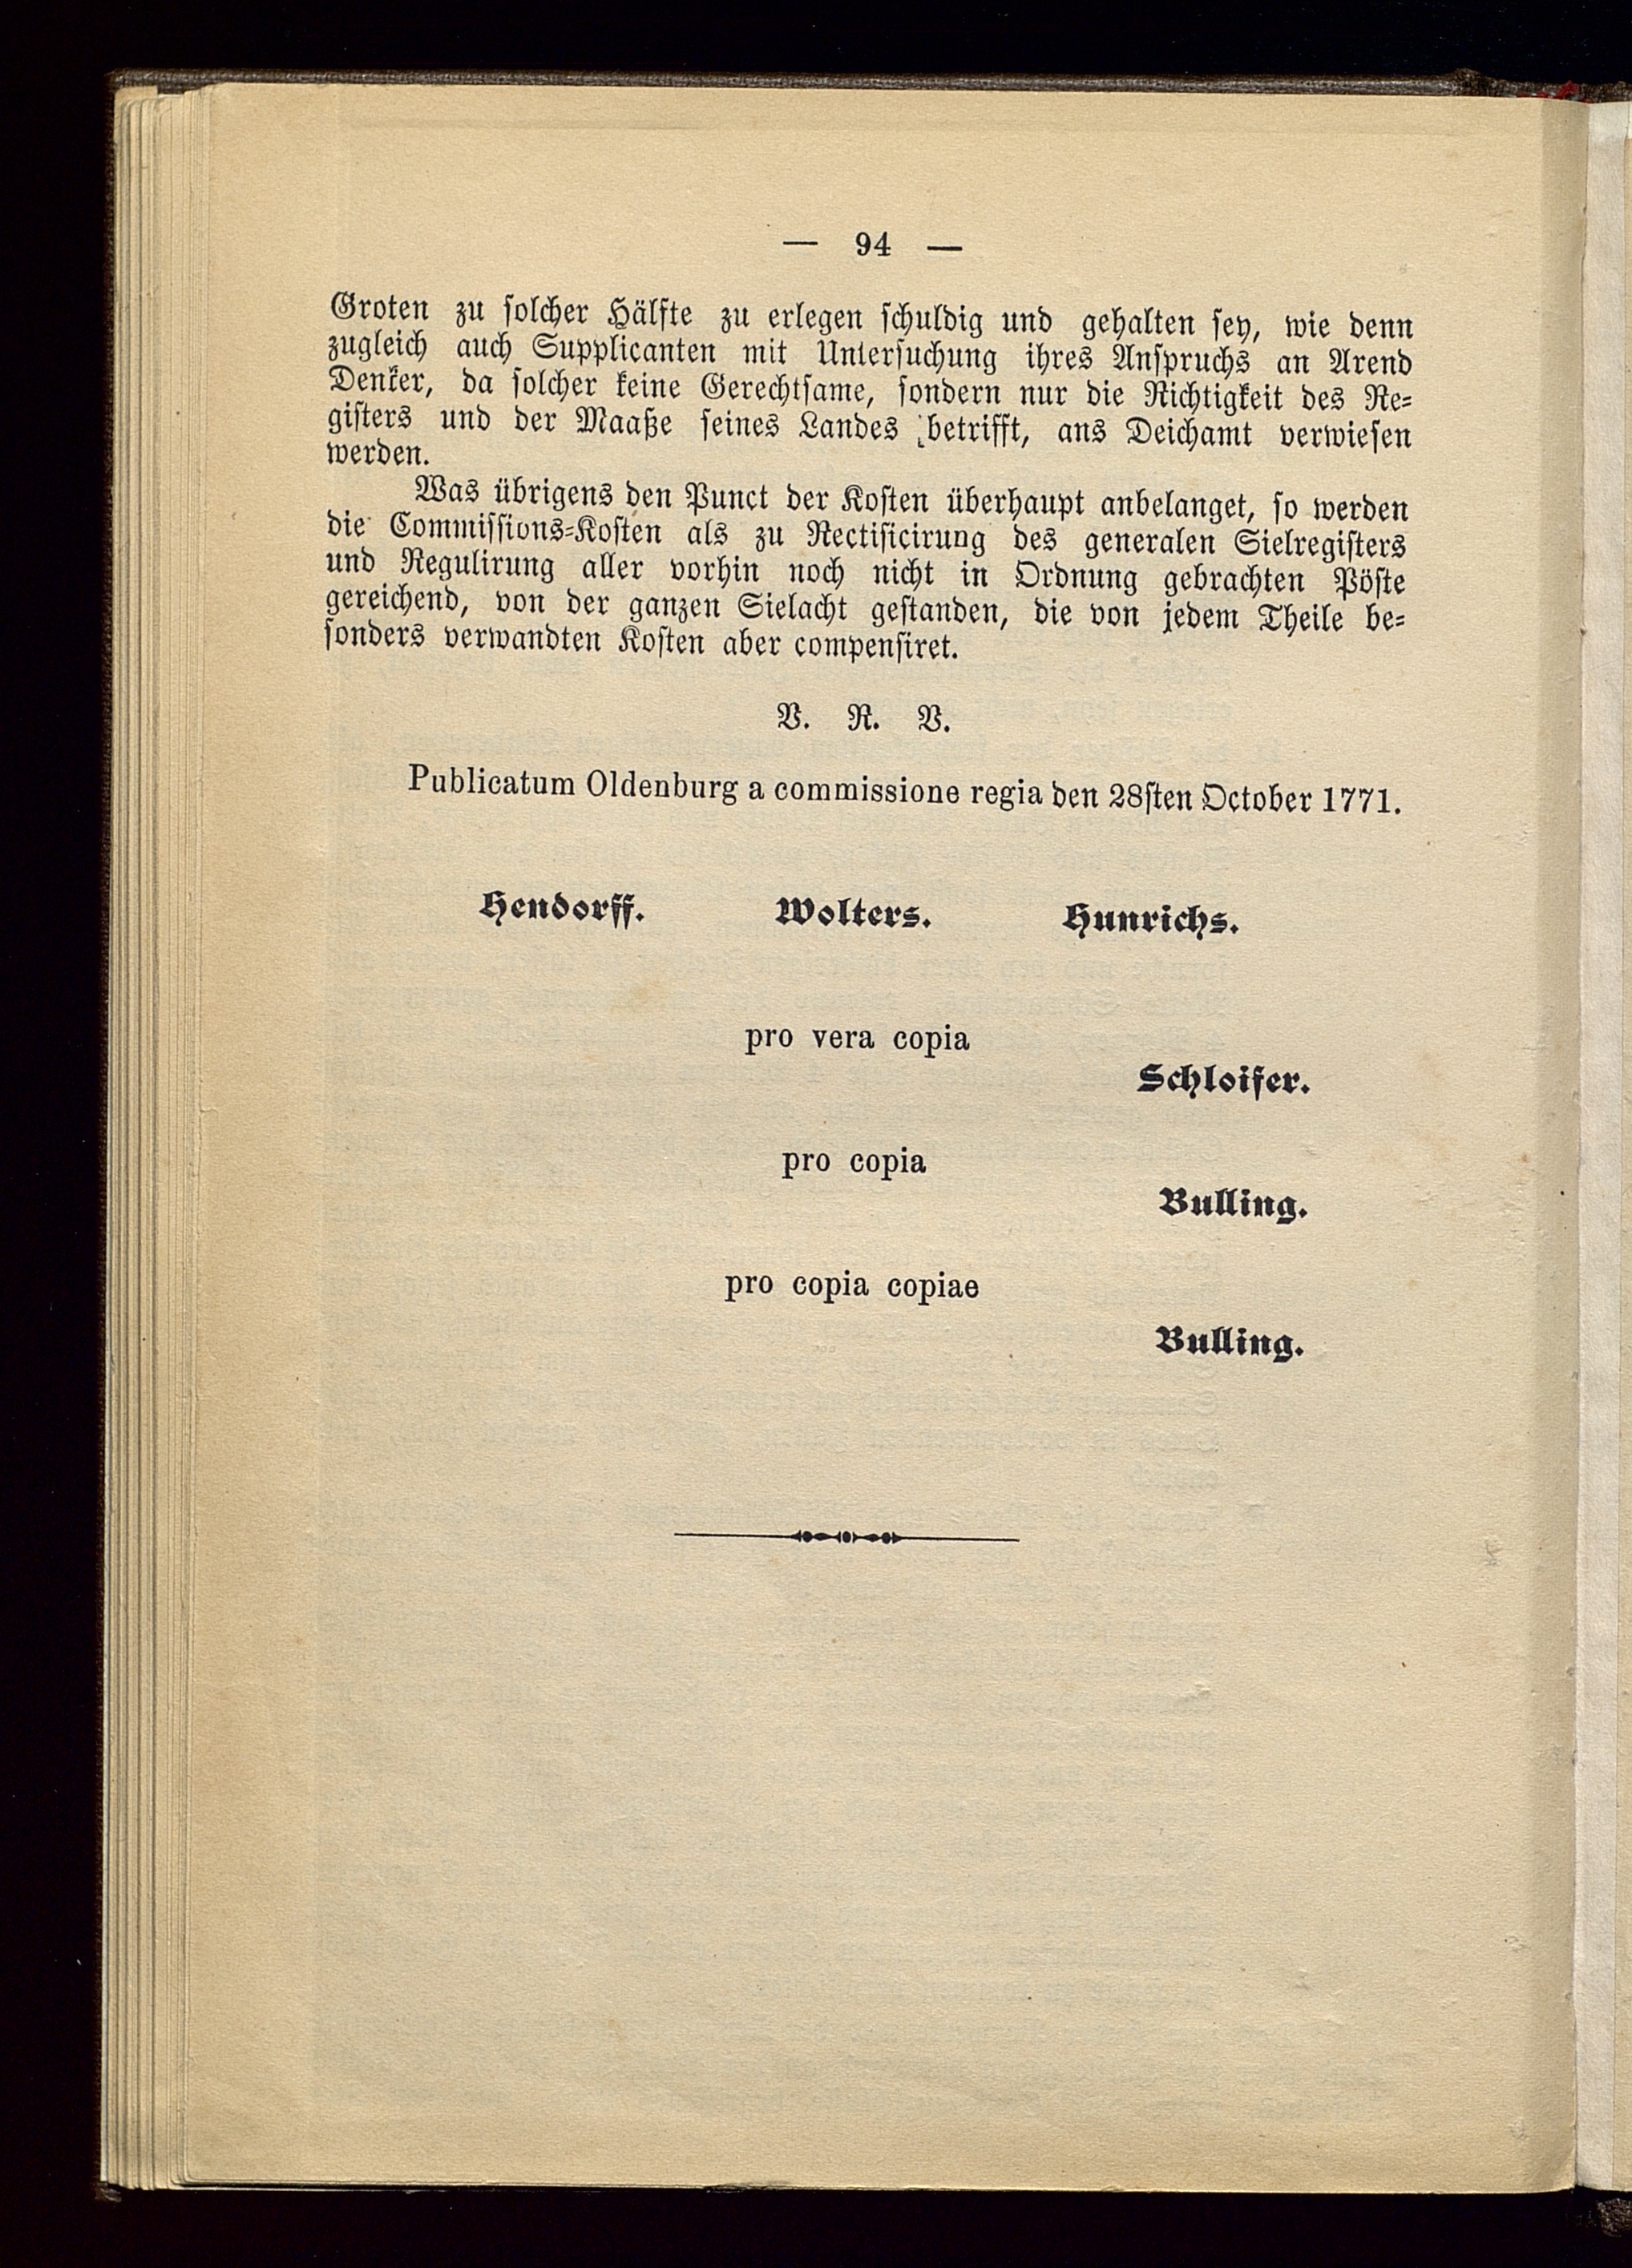 — 94 —
Groten zu solcher Hälfte zu erlegen schuldig und gehalten sey, wie denn
zugleich auch Supplicanten mit Untersuchung ihres Anspruchs an Arend
Denker, da solcher keine Gerechtsame, sondern nur die Richtigkeit des Re-
gisters und der Maaße seines Landes betrifft, ans Deichamt verwiesen
werden.
Was übrigens den Punct der Kosten überhaupt anbelanget, so werden
die Commissions-Kosten als zu Rectificirung des generalen Sielregisters
und Regulirung aller vorhin noch nicht in Ordnung gebrachten Pöste
gereichend, von der ganzen Sielacht gestanden, die von jedem Theile be-
sonders verwandten Kosten aber compensiret.
V. R. V.
Publicatum Oldenburg a commissione regia den 28sten October 1771.
Hendorff. Wolters. Hunrichs.
pro vera copia
Schloifer.
pro copia
Bulling.
pro copia copiae
Bulling.